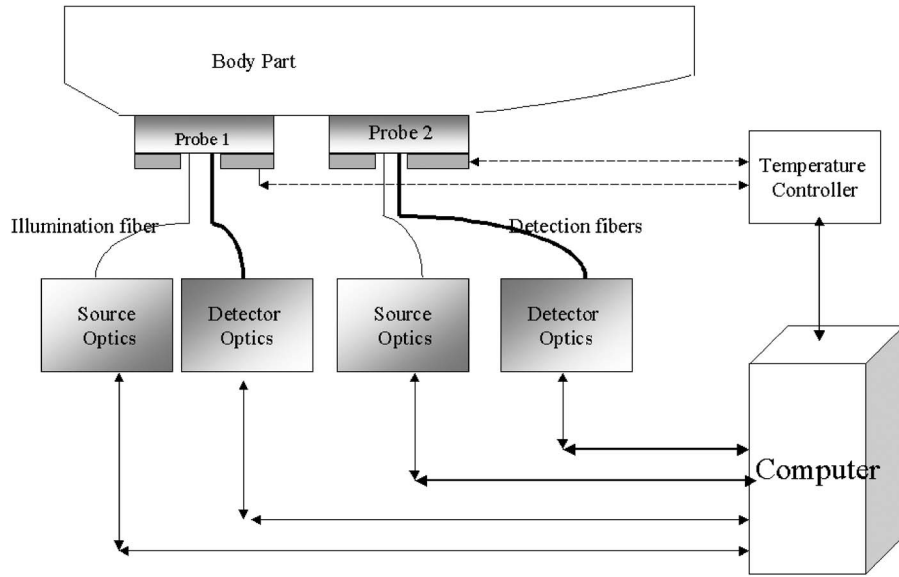 Body Part
Probe 1
Probe 2
Temperature
Controller
Illumination fiber
Detection fibers
Source
Optics
Detector
Optics
Source
Optics
Detector
Optics
Computer